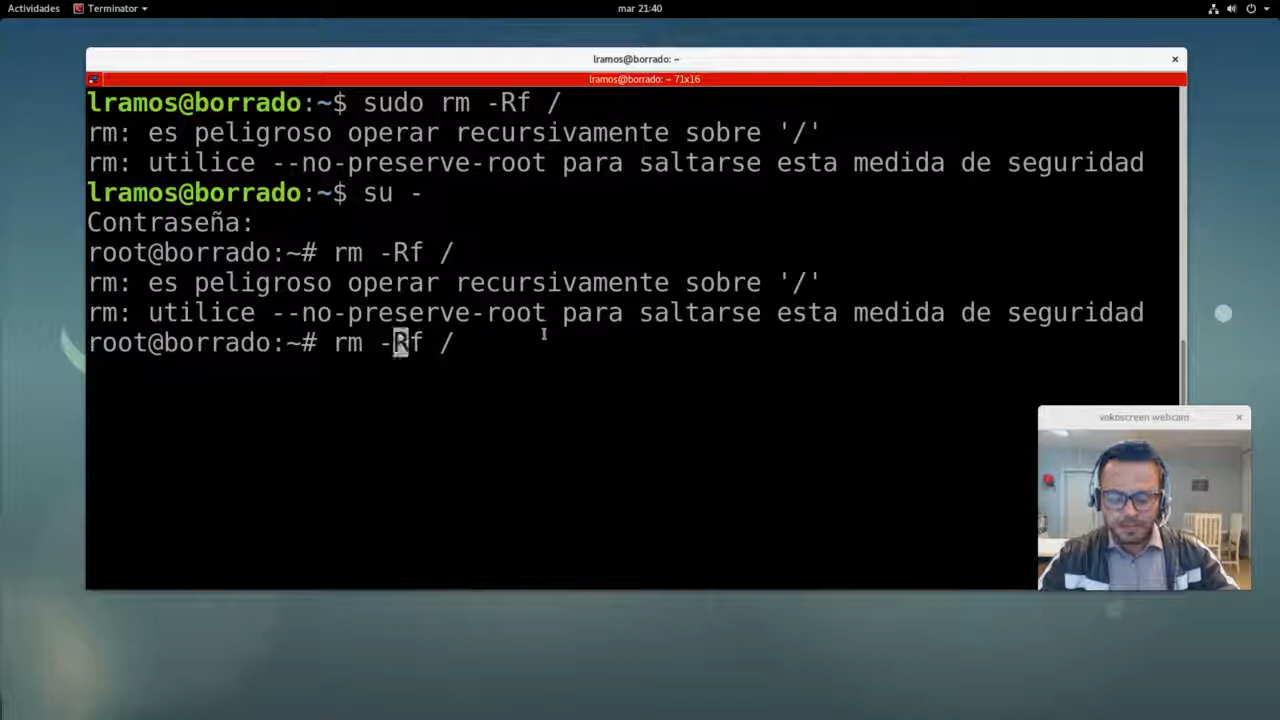 Actividades
Terminator
mar 21:40
lramos@borrado: ~
lramos@borrado: ~ 71x16
lramos@borrado:~$ sudo rm -Rf /
rm: es peligroso operar recursivamente sobre '/'
rm: utilice --no-preserve-root para saltarse esta medida de seguridad
lramos@borrado:~$ su -
Contraseña:
root@borrado:~# rm -Rf /
rm: es peligroso operar recursivamente sobre '/'
rm: utilice --no-preserve-root para saltarse esta medida de seguridad
root@borrado:~# rm -Rf /
vokoscreen webcam